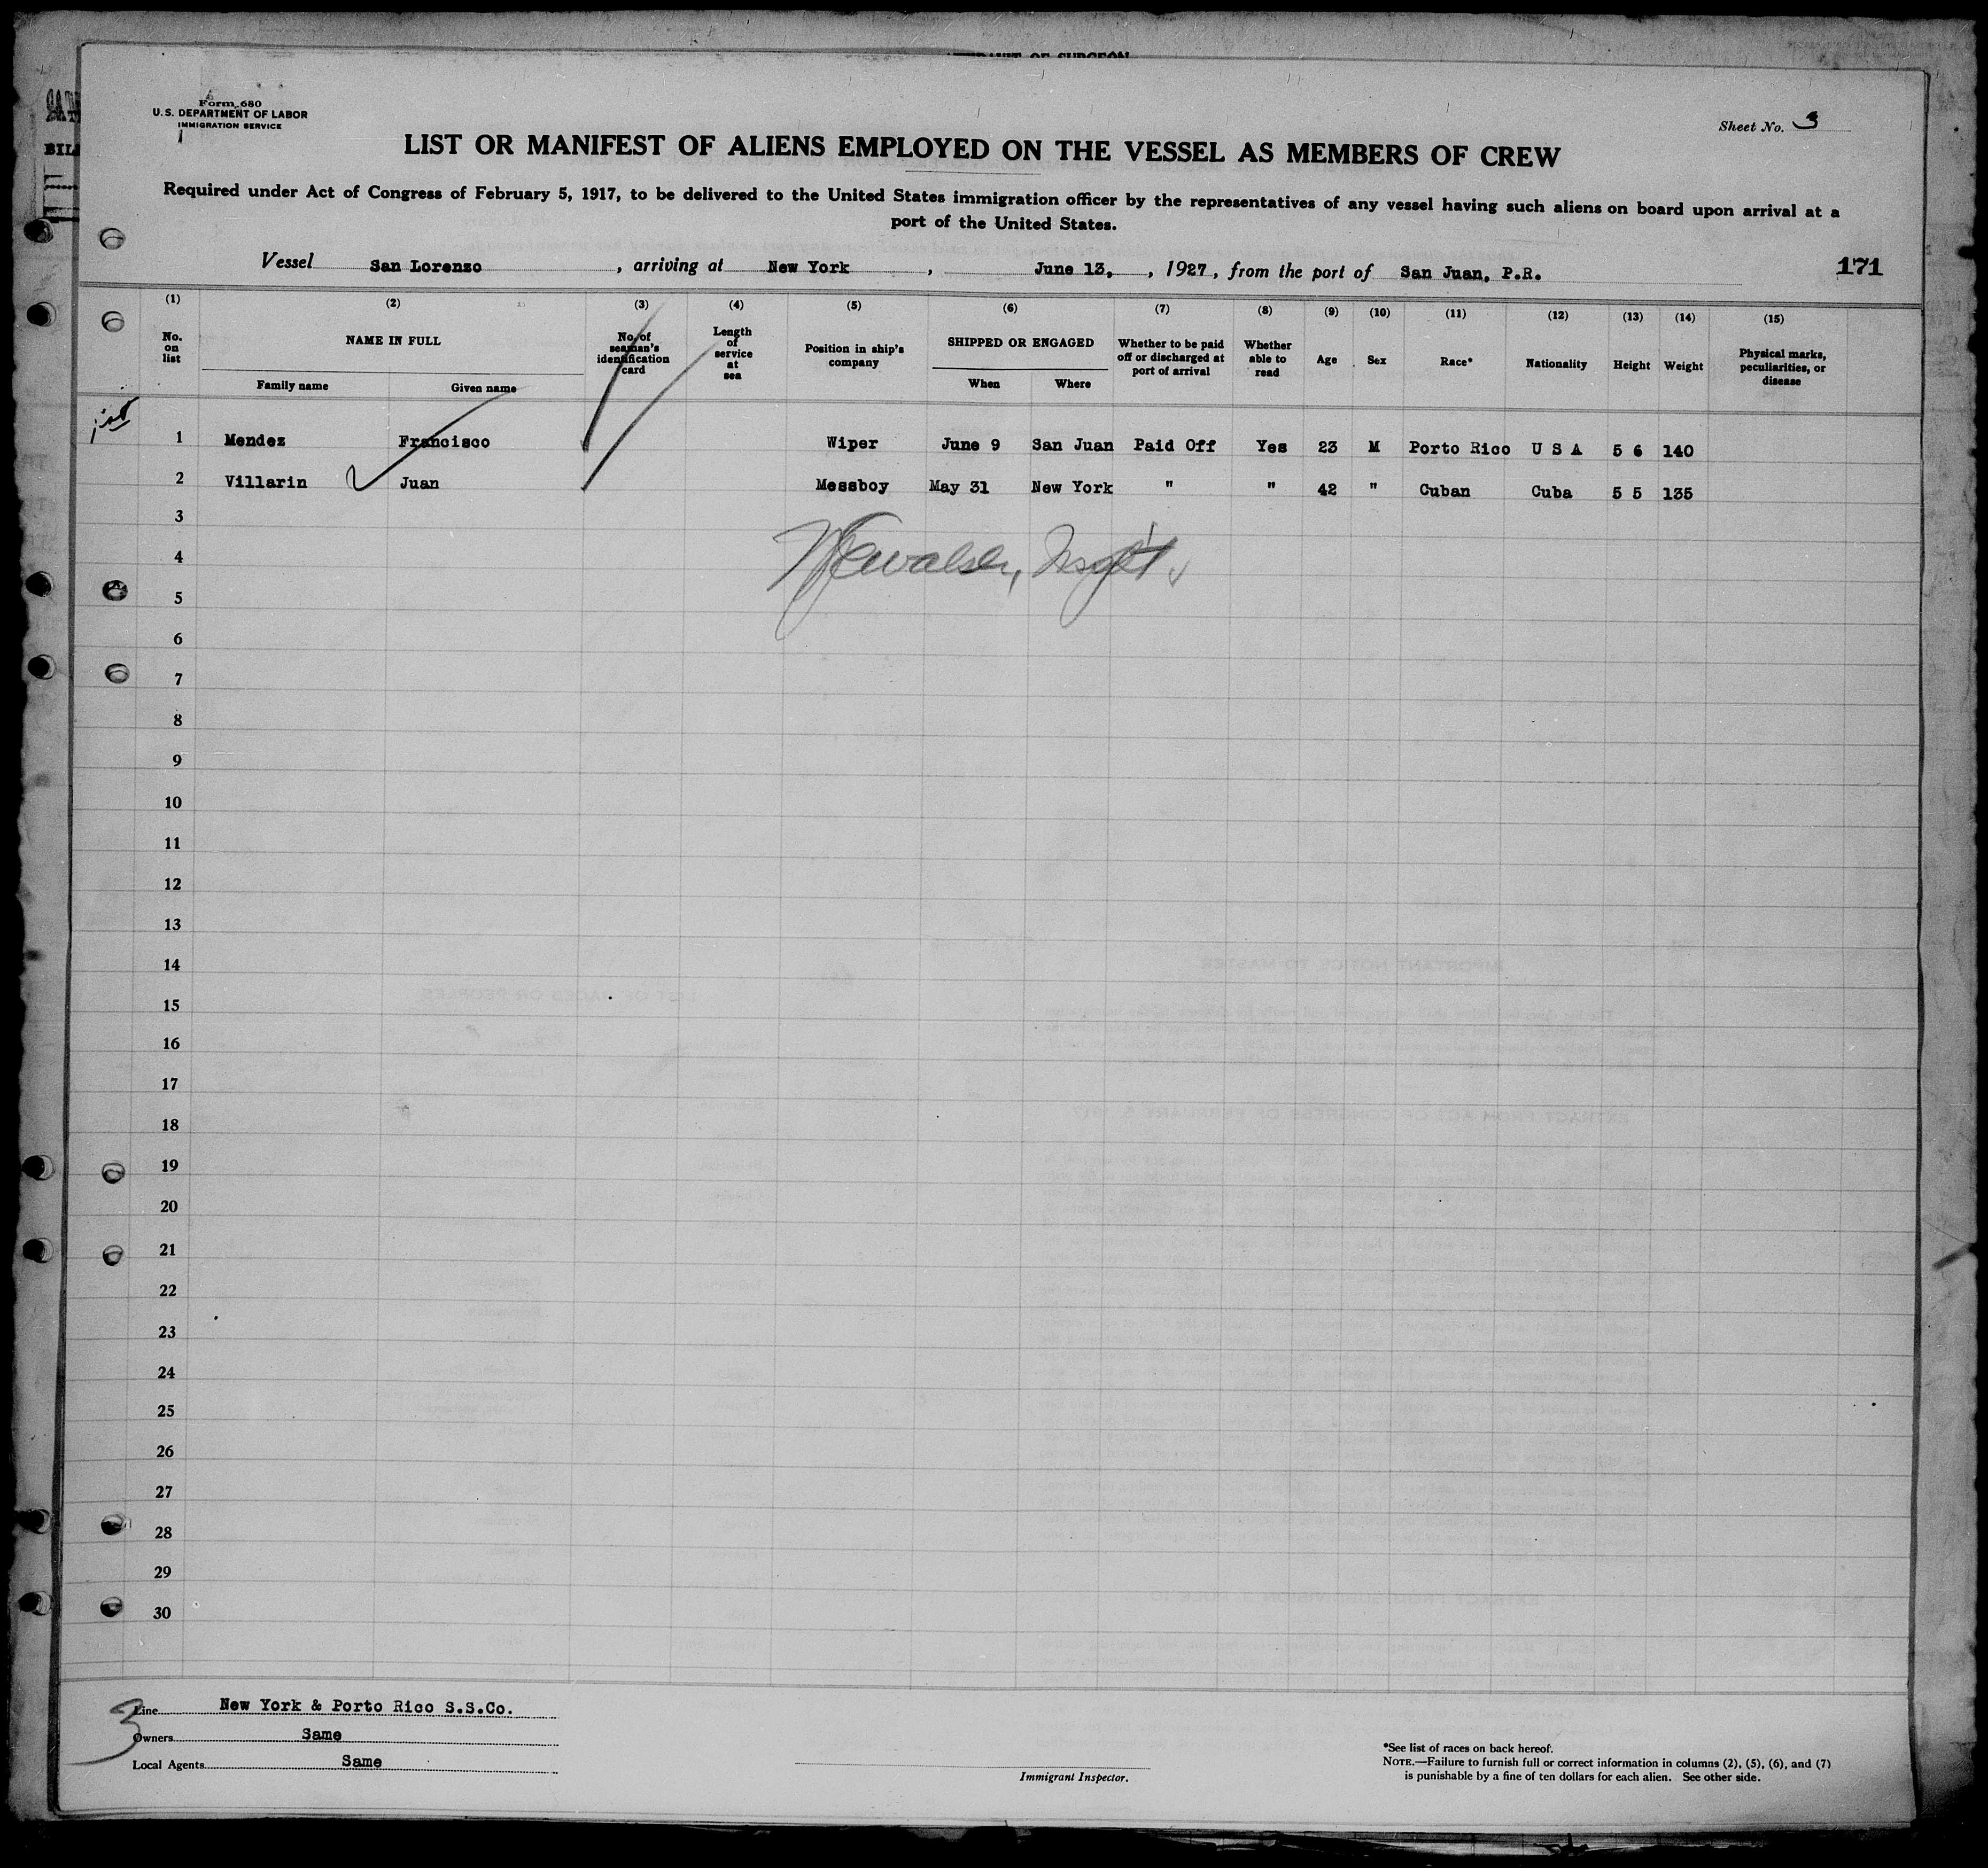 AFFIDAVIT OF SURGEON
Form 680
U.S. DEPARTMENT OF LABOR
IMMIGRATION SERVICE
Sheet No. 3
LIST OR MANIFEST OF ALIENS EMPLOYED ON THE VESSEL AS MEMBERS OF CREW
Required under Act of Congress of February 5, 1917, to be delivered to the United States immigration officer by the representatives of any vessel having such aliens on board upon arrival at a
port of the United States.
Vessel San Lorenzo, arriving at New York, June 13, , 1927, from the port of San Juan, P.R.
171
(1) (2) (3) (4) (5) (6) (7) (8) (9) (10) (11) (12) (13) (14) (15)
No. on list
NAME IN FULL
Family name Given name
No. of seaman's identification card
Length of service at sea
Position in ship's company
SHIPPED OR ENGAGED
When Where
Whether to be paid off or discharged at port of arrival
Whether able to read
Age
Sex
Race*
Nationality
Height
Weight
Physical marks, peculiarities, or disease
1 Mendez Francisco Wiper June 9 San Juan Paid Off Yes 23 M Porto Rico U S A 5 6 140
2 Villarin Juan Messboy May 31 New York " " 42 " Cuban Cuba 5 5 135
3
4
5
6
7
8
9
10
11
12
13
14
15
16
17
18
19
20
21
22
23
24
25
26
27
28
29
30
3
Line New York & Porto Rico S.S.Co.
Owners Same
Local Agents Same
Immigrant Inspector.
*See list of races on back hereof.
NOTE.—Failure to furnish full or correct information in columns (2), (5), (6), and (7)
is punishable by a fine of ten dollars for each alien. See other side.